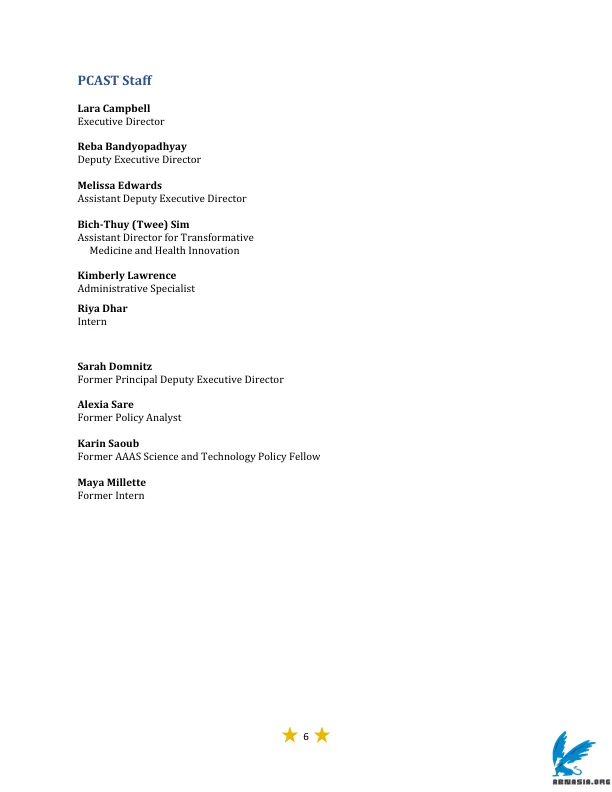 PCAST Staff
Lara Campbell
Executive Director
Reba Bandyopadhyay
Deputy Executive Director
Melissa Edwards
Assistant Deputy Executive Director
Bich-Thuy (Twee) Sim
Assistant Director for Transformative
Medicine and Health Innovation
Kimberly Lawrence
Administrative Specialist
Riya Dhar
Intern
Sarah Domnitz
Former Principal Deputy Executive Director
Alexia Sare
Former Policy Analyst
Karin Saoub
Former AAAS Science and Technology Policy Fellow
Maya Millette
Former Intern
6
ABNASIA.ORG